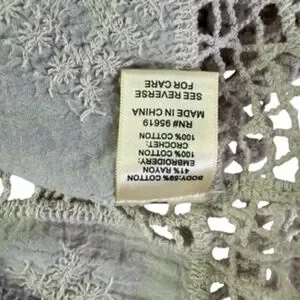 BODY:59% COTTON
41% RAYON
EMBROIDERY:
100% COTTON
CROCHET:
100% COTTON
RN# 95619
MADE IN CHINA
SEE REVERSE
FOR CARE